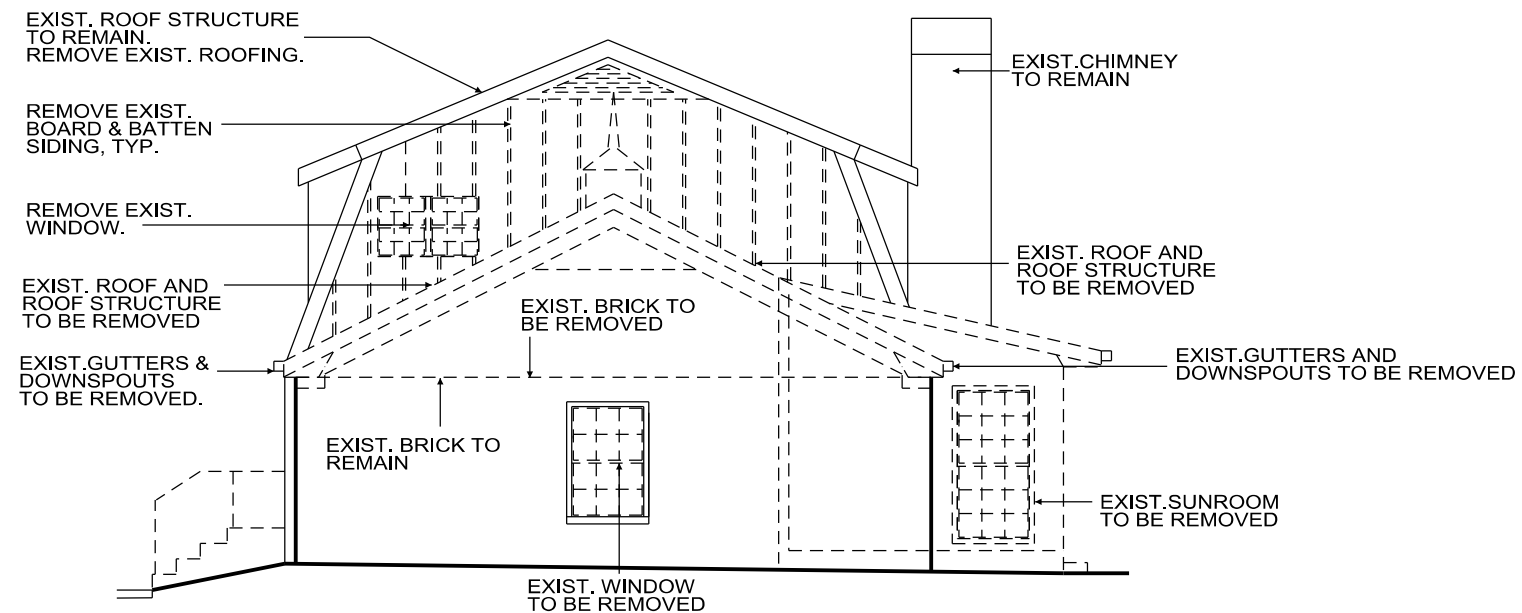 EXIST. ROOF STRUCTURE
TO REMAIN.
REMOVE EXIST. ROOFING.
EXIST.CHIMNEY
TO REMAIN
REMOVE EXIST.
BOARD & BATTEN
SIDING, TYP.
REMOVE EXIST.
WINDOW.
EXIST. ROOF AND
ROOF STRUCTURE
TO BE REMOVED
EXIST. ROOF AND
ROOF STRUCTURE
TO BE REMOVED
EXIST. BRICK TO
BE REMOVED
EXIST.GUTTERS &
DOWNSPOUTS
TO BE REMOVED.
EXIST.GUTTERS AND
DOWNSPOUTS TO BE REMOVED
EXIST. BRICK TO
REMAIN
EXIST.SUNROOM
TO BE REMOVED
EXIST. WINDOW
TO BE REMOVED